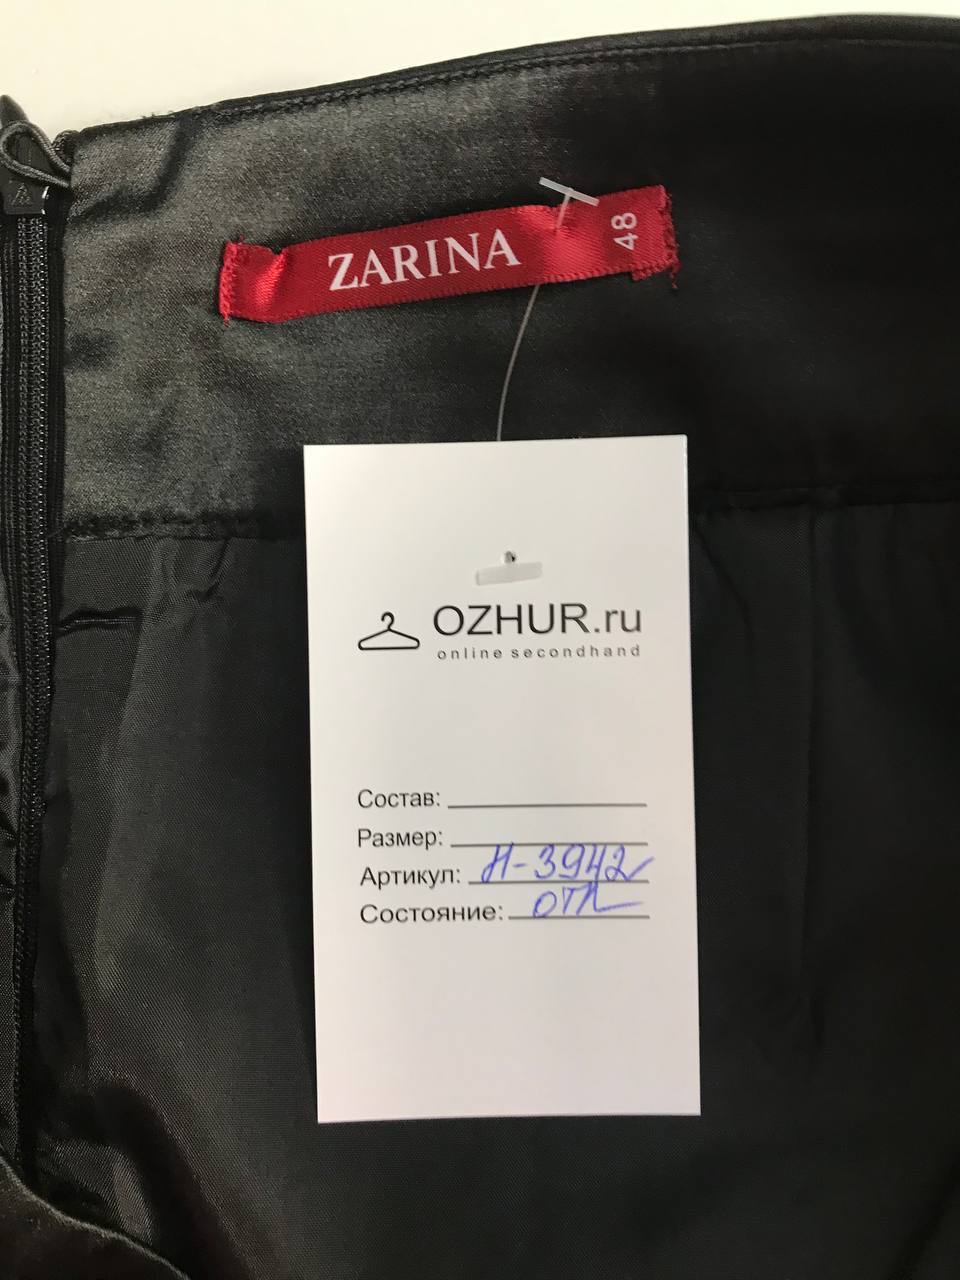 ZARINA
48
OZHUR.ru
online secondhand
Состав:
Размер:
Артикул: Н-3942
Состояние: отл